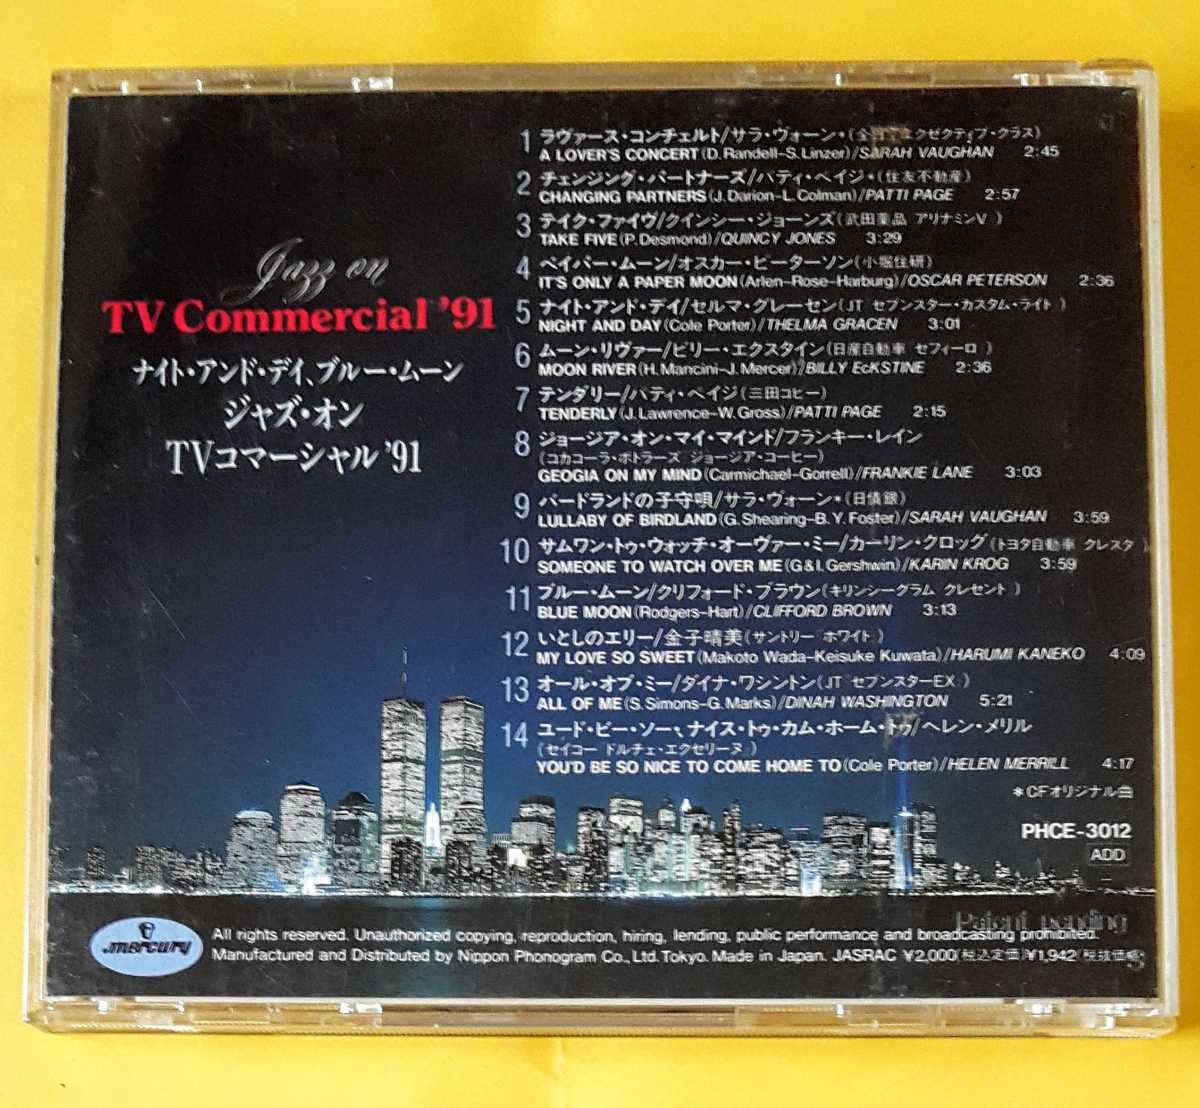 Jazz on
TV Commercial '91
ナイト・アンド・デイ、ブルー・ムーン
ジャズ・オン
TVコマーシャル'91
1 ラヴァース・コンチェルト/サラ・ヴォーン*(全日空エクゼクティブ・クラス)
A LOVER'S CONCERT(D. Randell-S. Linzer)/SARAH VAUGHAN 2:45
2 チェンジング・パートナーズ/パティ・ペイジ*(住友不動産)
CHANGING PARTNERS(J. Darion-L. Colman)/PATTI PAGE 2:57
3 テイク・ファイヴ/クインシー・ジョーンズ(武田薬品 アリナミンV)
TAKE FIVE(P. Desmond)/QUINCY JONES 3:29
4 ペイパー・ムーン/オスカー・ピーターソン(小堀住研)
IT'S ONLY A PAPER MOON(Arlen-Rose-Harburg)/OSCAR PETERSON 2:36
5 ナイト・アンド・デイ/セルマ・グレーセン(JT セブンスター・カスタム・ライト)
NIGHT AND DAY(Cole Porter)/THELMA GRACEN 3:01
6 ムーン・リヴァー/ビリー・エクスタイン(日産自動車 セフィーロ)
MOON RIVER(H. Mancini-J. Mercer)/BILLY EcKSTINE 2:36
7 テンダリー/パティ・ペイジ(三田コピー)
TENDERLY(J. Lawrence-W. Gross)/PATTI PAGE 2:15
8 ジョージア・オン・マイ・マインド/フランキー・レイン
(コカコーラ・ボトラーズ ジョージア・コーヒー)
GEOGIA ON MY MIND(Carmichael-Gorrell)/FRANKIE LANE 3:03
9 バードランドの子守唄/サラ・ヴォーン*(日債銀)
LULLABY OF BIRDLAND(G. Shearing-B. Y. Foster)/SARAH VAUGHAN 3:59
10 サムワン・トゥ・ウォッチ・オーヴァー・ミー/カーリン・クロッグ(トヨタ自動車 クレスタ)
SOMEONE TO WATCH OVER ME(G&I. Gershwin)/KARIN KROG 3:59
11 ブルー・ムーン/クリフォード・ブラウン(キリンシーグラム クレセント)
BLUE MOON(Rodgers-Hart)/CLIFFORD BROWN 3:13
12 いとしのエリー/金子晴美(サントリー ホワイト)
MY LOVE SO SWEET(Makoto Wada-Keisuke Kuwata)/HARUMI KANEKO 4:09
13 オール・オブ・ミー/ダイナ・ワシントン(JT セブンスターEX)
ALL OF ME(S. Simons-G. Marks)/DINAH WASHINGTON 5:21
14 ユード・ビー・ソー、ナイス・トゥ・カム・ホーム・トゥ/ヘレン・メリル
(セイコー ドルチェ・エクセリーヌ)
YOU'D BE SO NICE TO COME HOME TO(Cole Porter)/HELEN MERRILL 4:17
*CFオリジナル曲
PHCE-3012
ADD
Patent pending
mercury
All rights reserved. Unauthorized copying, reproduction, hiring, lending, public performance and broadcasting prohibited.
Manufactured and Distributed by Nippon Phonogram Co., Ltd. Tokyo. Made in Japan. JASRAC ¥2,000(税込定価)¥1,942(税抜価格)
S